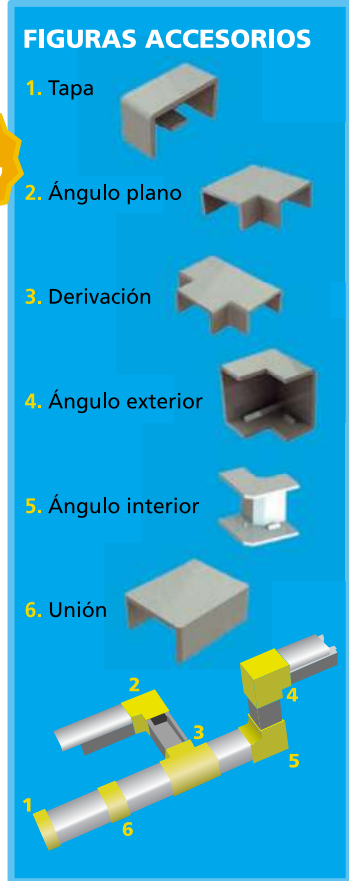 FIGURAS ACCESORIOS
1. Tapa
2. Ángulo plano
3. Derivación
4. Ángulo exterior
5. Ángulo interior
6. Unión
2
4
3
5
1
6